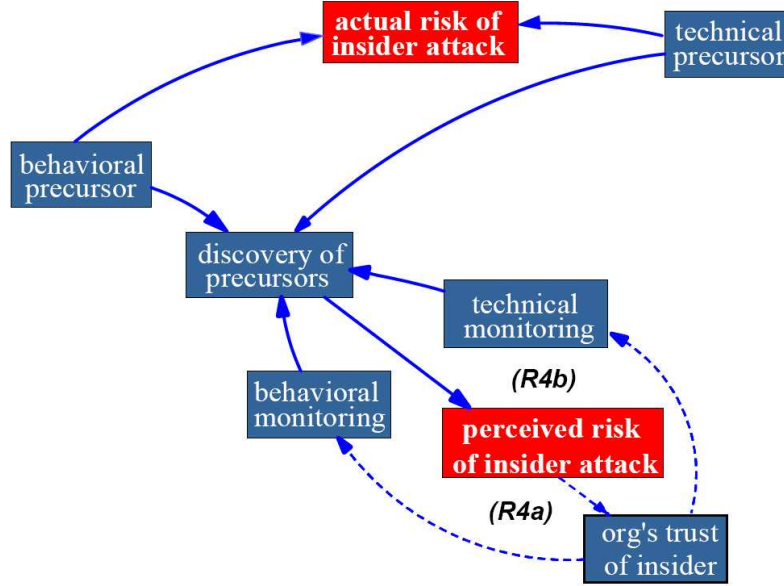 actual risk of
insider attack
technical
precursor
behavioral
precursor
discovery of
precursors
technical
monitoring
(R4b)
behavioral
monitoring
perceived risk
of insider attack
(R4a)
org's trust
of insider